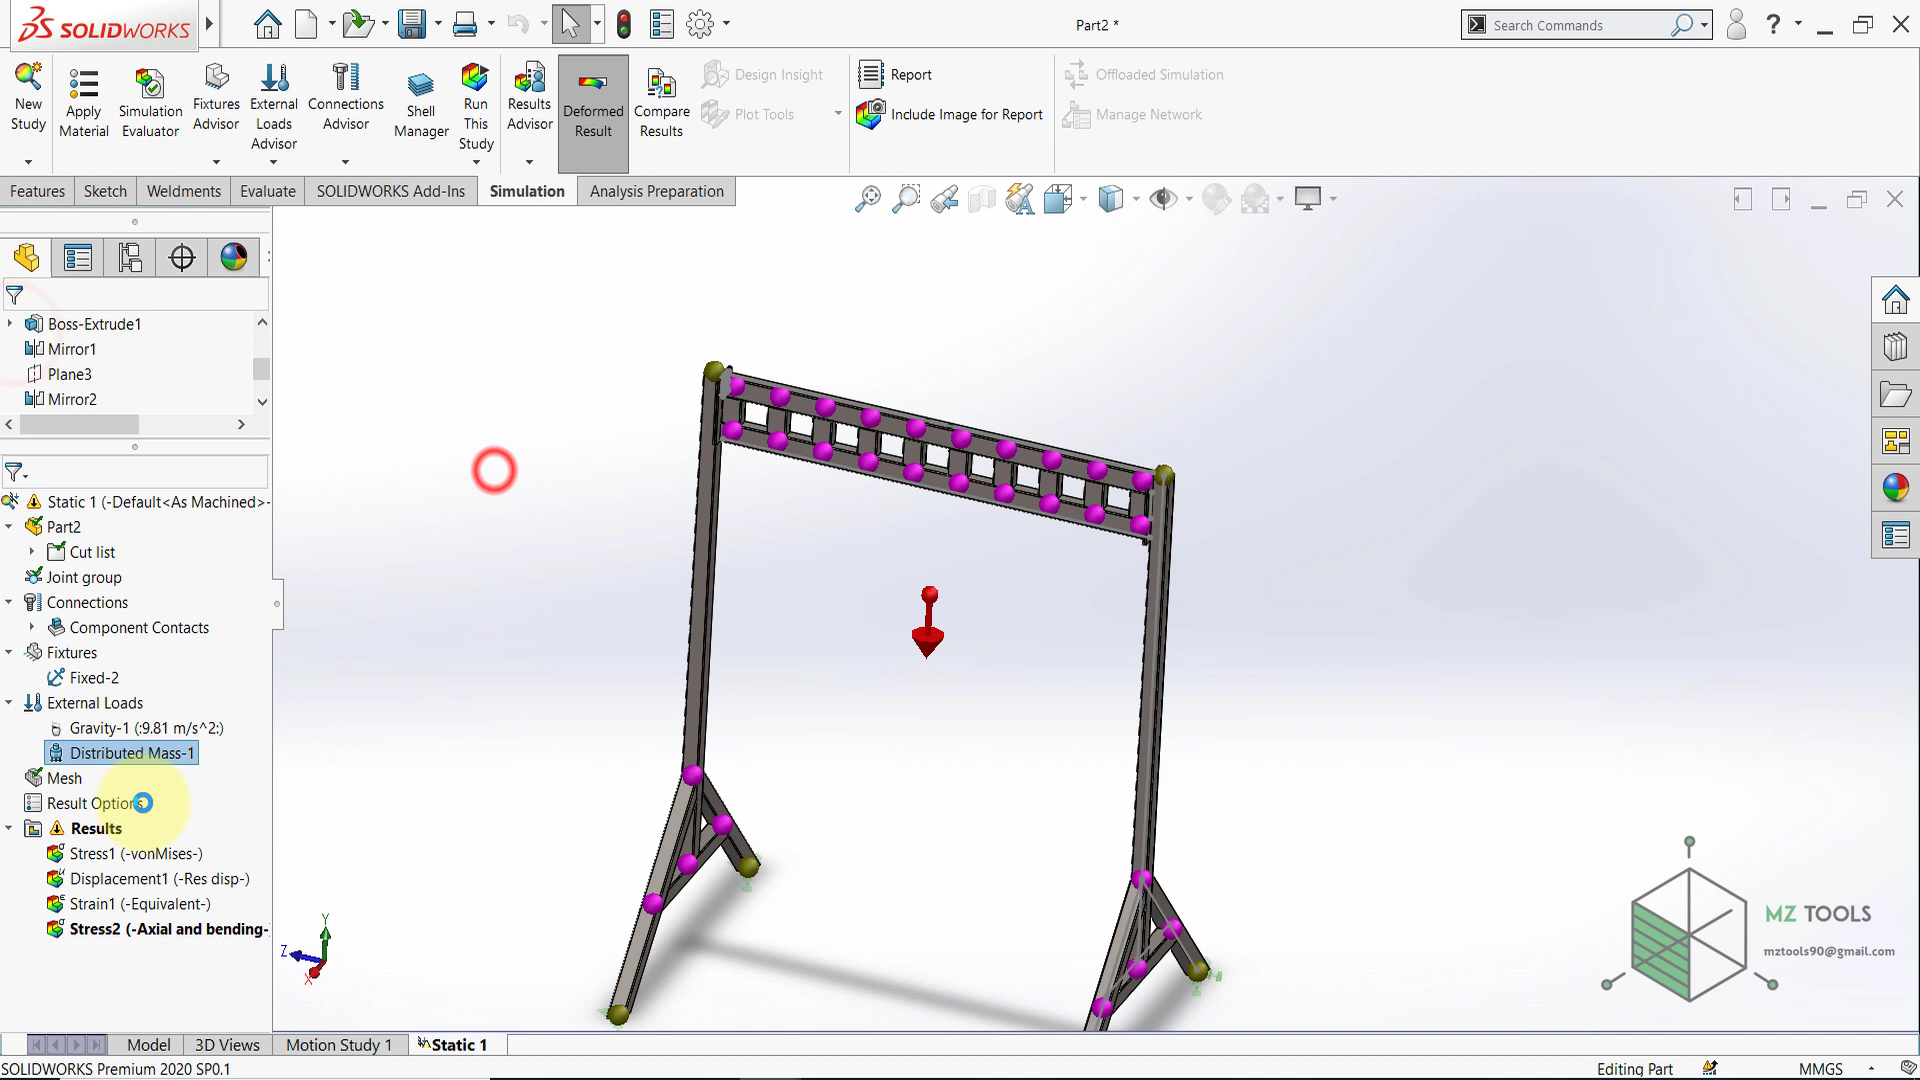 SOLIDWORKS
Part2 *
Search Commands
?
New Study
Apply Material
Simulation Evaluator
Fixtures Advisor
External Loads Advisor
Connections Advisor
Shell Manager
Run This Study
Results Advisor
Deformed Result
Compare Results
Design Insight
Plot Tools
Report
Include Image for Report
Offloaded Simulation
Manage Network
Features
Sketch
Weldments
Evaluate
SOLIDWORKS Add-Ins
Simulation
Analysis Preparation
Boss-Extrude1
Mirror1
Plane3
Mirror2
Static 1 (-Default<As Machined>-
Part2
Cut list
Joint group
Connections
Component Contacts
Fixtures
Fixed-2
External Loads
Gravity-1 (:9.81 m/s^2:)
Distributed Mass-1
Mesh
Result Options
Results
Stress1 (-vonMises-)
Displacement1 (-Res disp-)
Strain1 (-Equivalent-)
Stress2 (-Axial and bending-
Y
Z
X
MZ TOOLS
mztools90@gmail.com
Model
3D Views
Motion Study 1
Static 1
SOLIDWORKS Premium 2020 SP0.1
Editing Part
MMGS